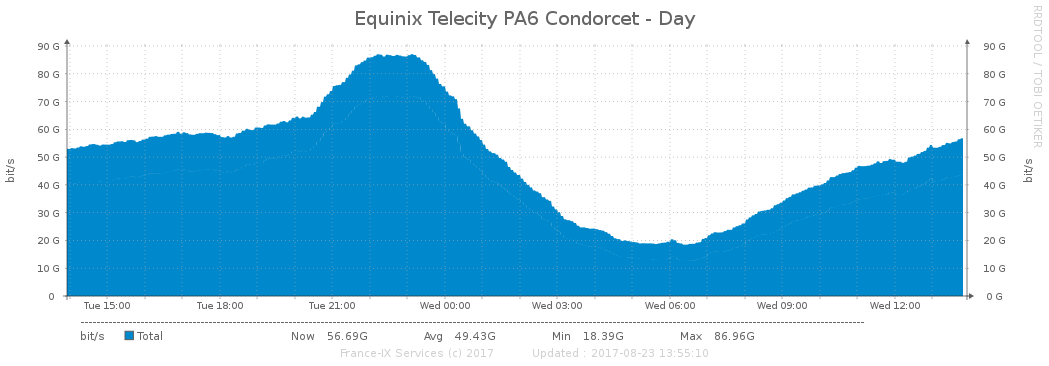 Equinix Telecity PA6 Condorcet - Day
RRDTOOL / TOBI OETIKER
90 G 90 G
80 G 80 G
70 G 70 G
60 G 60 G
50 G 50 G
40 G 40 G
30 G 30 G
20 G 20 G
10 G 10 G
0 0 G
bit/s bit/s
Tue 15:00 Tue 18:00 Tue 21:00 Wed 00:00 Wed 03:00 Wed 06:00 Wed 09:00 Wed 12:00
bit/s Total Now 56.69G Avg 49.43G Min 18.39G Max 86.96G
France-IX Services (c) 2017 Updated : 2017-08-23 13:55:10